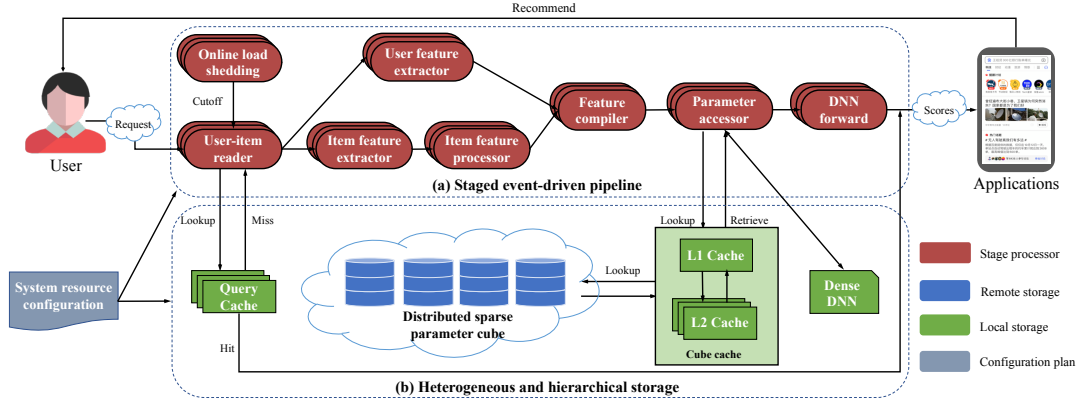 Recommend
Online load
shedding
User feature
extractor
Cutoff
Request
User-item
reader
Item feature
extractor
Item feature
processor
Feature
compiler
Parameter
accessor
DNN
forward
Scores
User
Applications
(a) Staged event-driven pipeline
Lookup
Miss
Lookup
Retrieve
System resource
configuration
Query
Cache
Hit
Distributed sparse
parameter cube
Lookup
L1 Cache
L2 Cache
Cube cache
Dense
DNN
(b) Heterogeneous and hierarchical storage
Stage processor
Remote storage
Local storage
Configuration plan